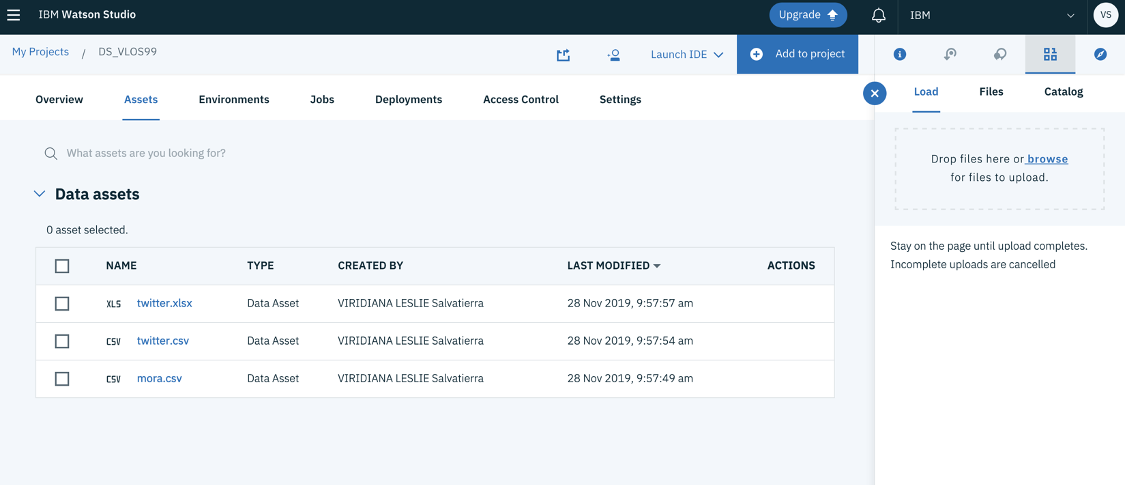 IBM Watson Studio
Upgrade
IBM
VS
My Projects / DS_VLOS99
Launch IDE
Add to project
Overview
Assets
Environments
Jobs
Deployments
Access Control
Settings
Load
Files
Catalog
What assets are you looking for?
Drop files here or browse
for files to upload.
Data assets
Stay on the page until upload completes.
Incomplete uploads are cancelled
0 asset selected.
NAME TYPE CREATED BY LAST MODIFIED ACTIONS
XLS twitter.xlsx Data Asset VIRIDIANA LESLIE Salvatierra 28 Nov 2019, 9:57:57 am
CSV twitter.csv Data Asset VIRIDIANA LESLIE Salvatierra 28 Nov 2019, 9:57:54 am
CSV mora.csv Data Asset VIRIDIANA LESLIE Salvatierra 28 Nov 2019, 9:57:49 am